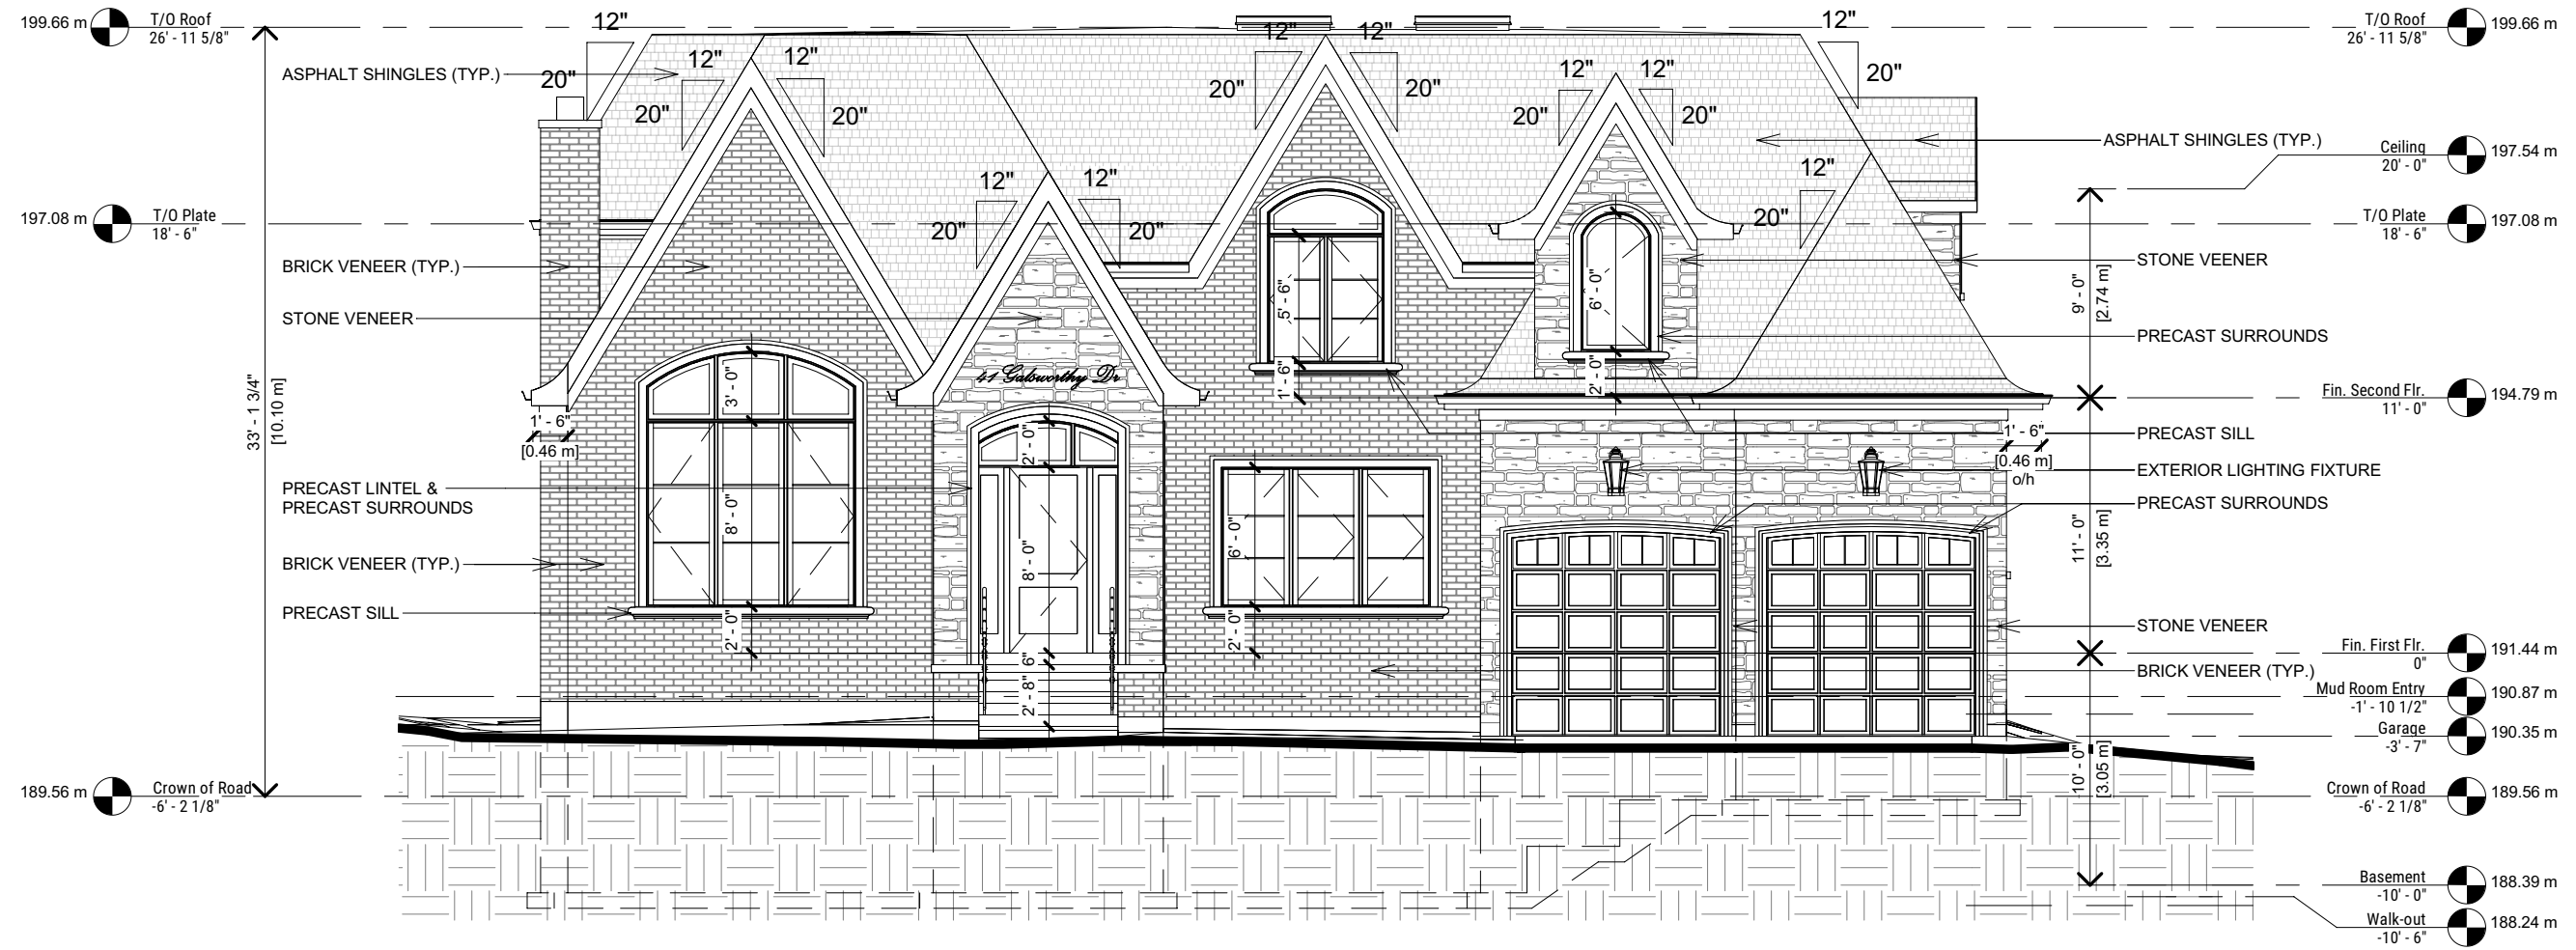 199.66 m
T/O Roof
26' - 11 5/8"
12"
20"
12"
20"
12"
20"
12"
20"
12"
20"
12"
20"
12"
20"
12"
20"
12"
20"
12"
20"
12"
20"
12"
20"
T/O Roof
26' - 11 5/8"
199.66 m
ASPHALT SHINGLES (TYP.)
ASPHALT SHINGLES (TYP.)
Ceiling
20' - 0"
197.54 m
197.08 m
T/O Plate
18' - 6"
T/O Plate
18' - 6"
197.08 m
BRICK VENEER (TYP.)
STONE VEENER
STONE VENEER
PRECAST SURROUNDS
9' - 0"
[2.74 m]
5' - 6"
1' - 6"
6' - 0"
2' - 0"
41 Galsworthy Dr
33' - 1 3/4"
[10.10 m]
Fin. Second Flr.
11' - 0"
194.79 m
1' - 6"
[0.46 m]
3' - 0"
8' - 0"
2' - 0"
2' - 0"
8' - 0"
6"
2' - 8"
6' - 0"
2' - 0"
1' - 6"
[0.46 m]
o/h
PRECAST SILL
EXTERIOR LIGHTING FIXTURE
PRECAST LINTEL &
PRECAST SURROUNDS
PRECAST SURROUNDS
11' - 0"
[3.35 m]
BRICK VENEER (TYP.)
PRECAST SILL
STONE VENEER
Fin. First Flr.
0"
191.44 m
BRICK VENEER (TYP.)
Mud Room Entry
-1' - 10 1/2"
190.87 m
Garage
-3' - 7"
190.35 m
10' - 0"
[3.05 m]
189.56 m
Crown of Road
-6' - 2 1/8"
Crown of Road
-6' - 2 1/8"
189.56 m
Basement
-10' - 0"
188.39 m
Walk-out
-10' - 6"
188.24 m